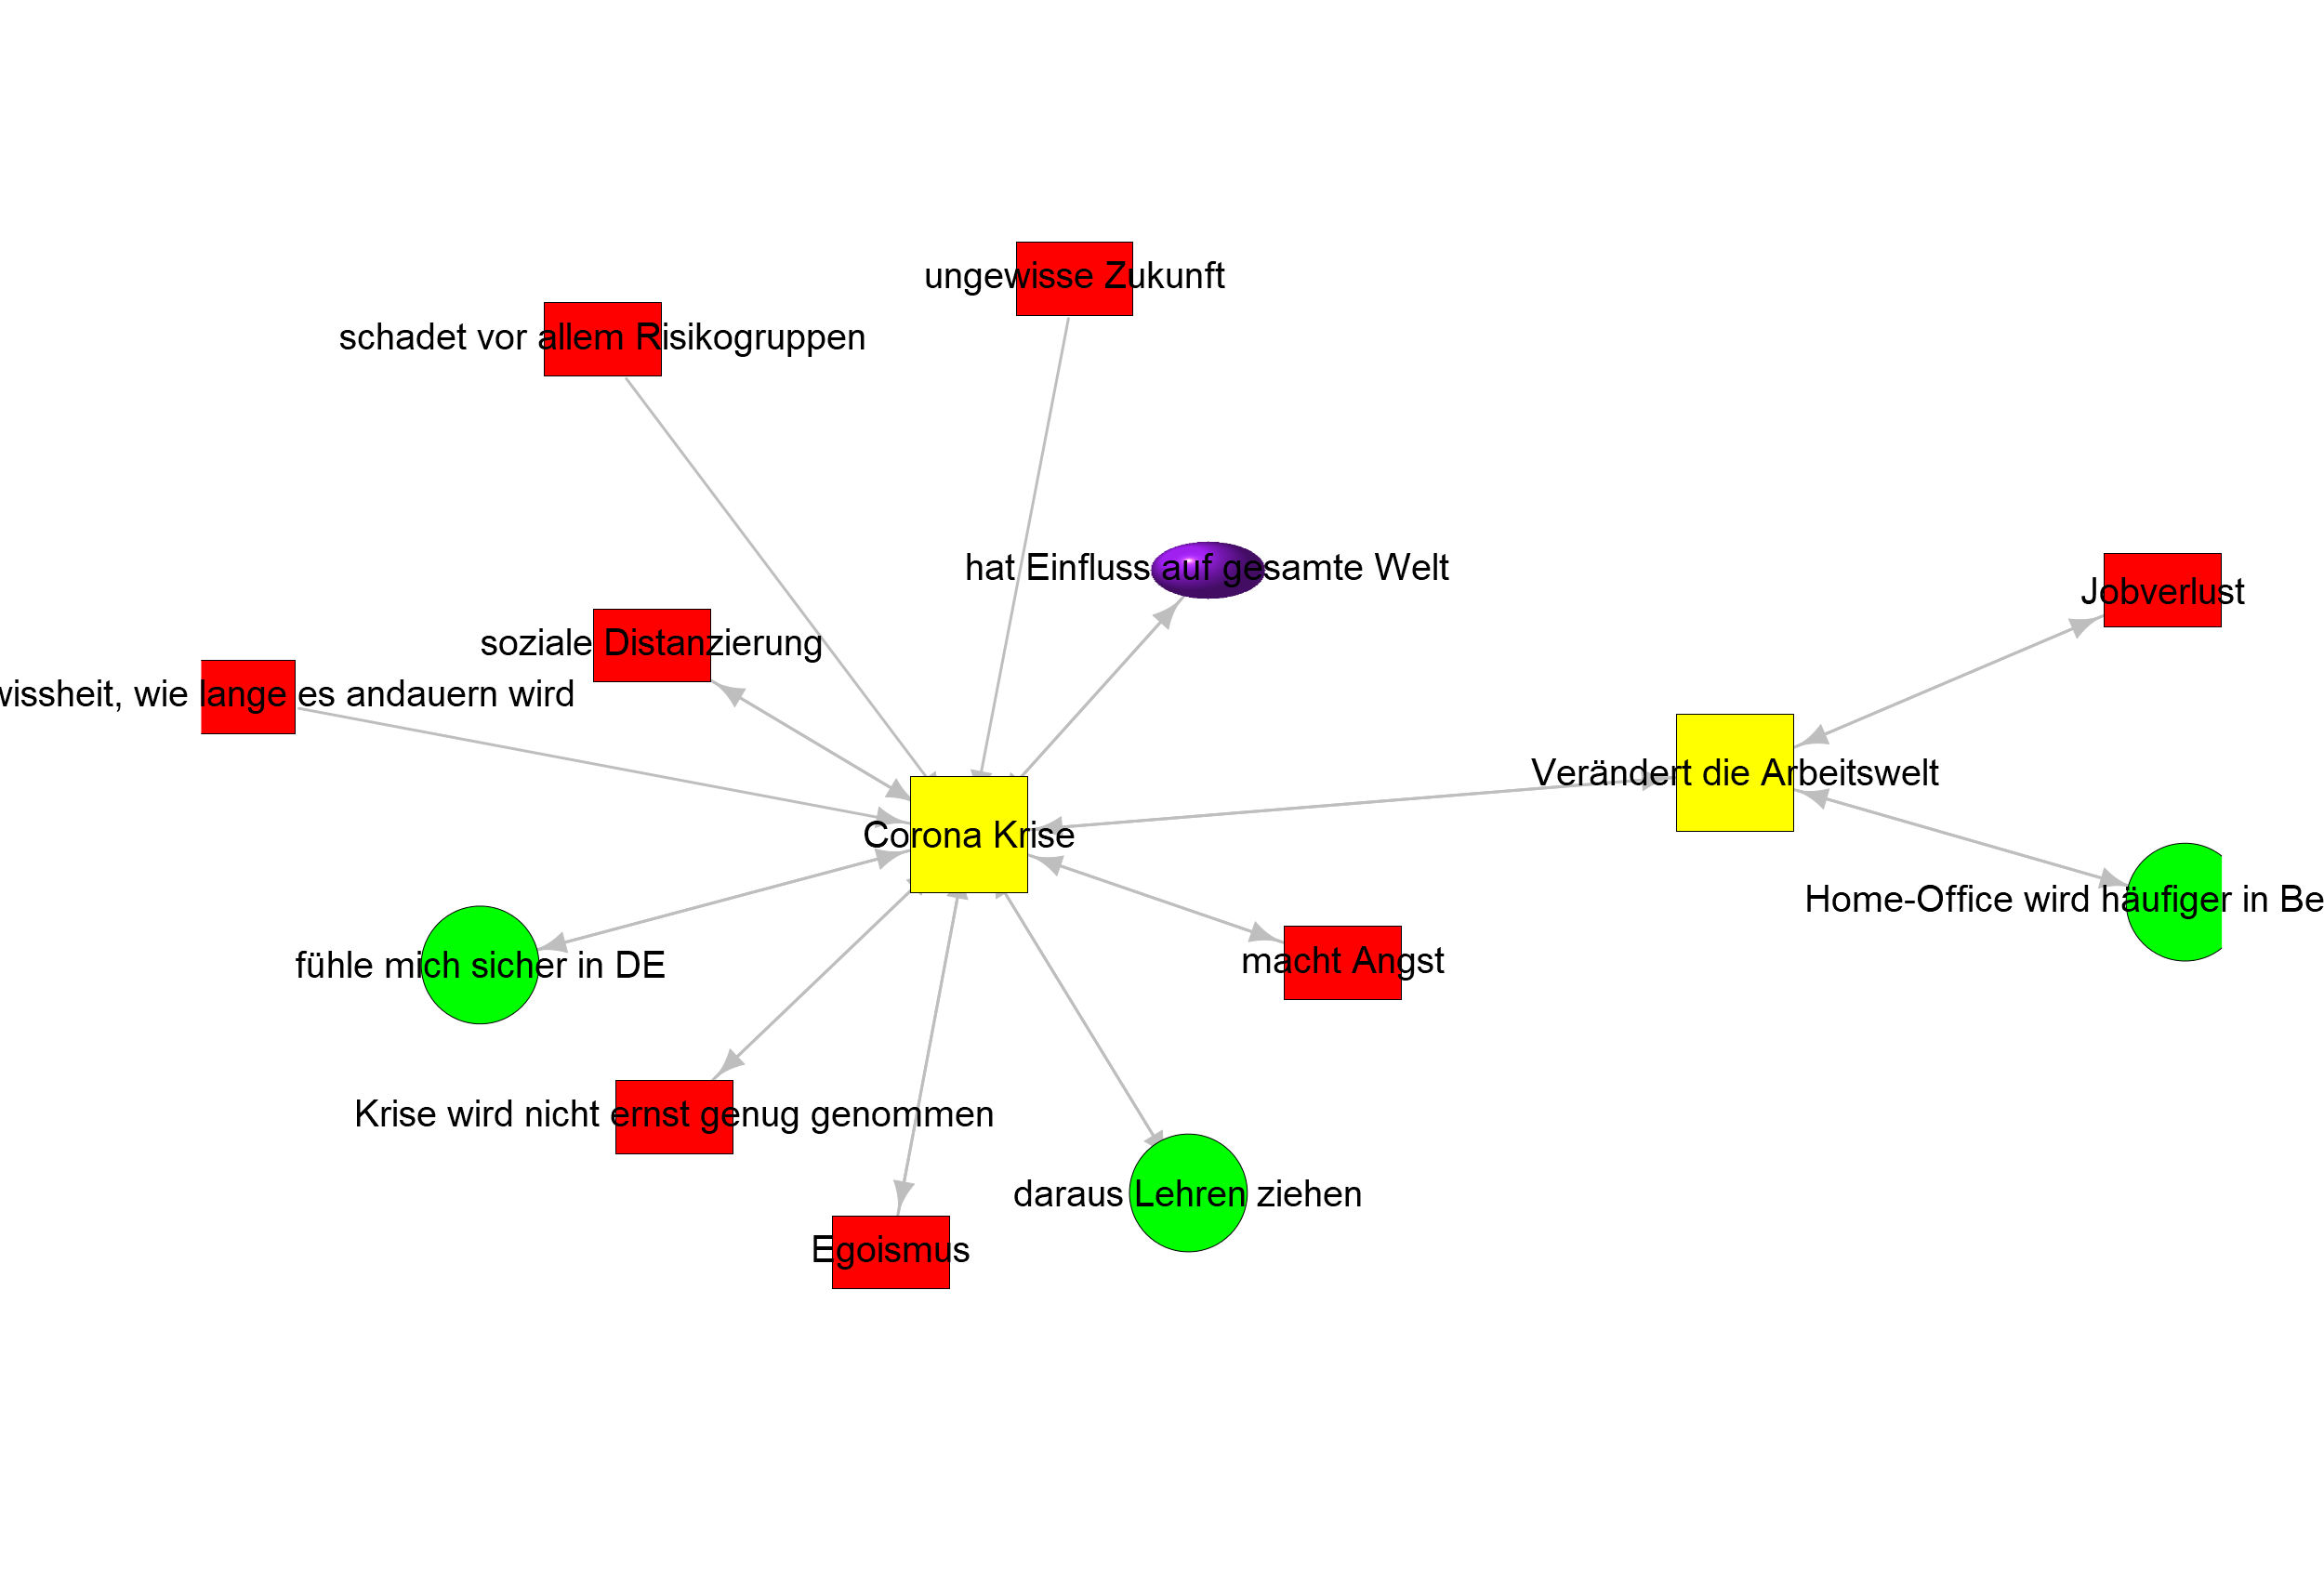 ungewisse Zukunft
schadet vor allem Risikogruppen
hat Einfluss auf gesamte Welt
Jobverlust
soziale Distanzierung
wissheit, wie lange es andauern wird
Verändert die Arbeitswelt
Corona Krise
Home-Office wird häufiger in Be
macht Angst
fühle mich sicher in DE
Krise wird nicht ernst genug genommen
daraus Lehren ziehen
Egoismus